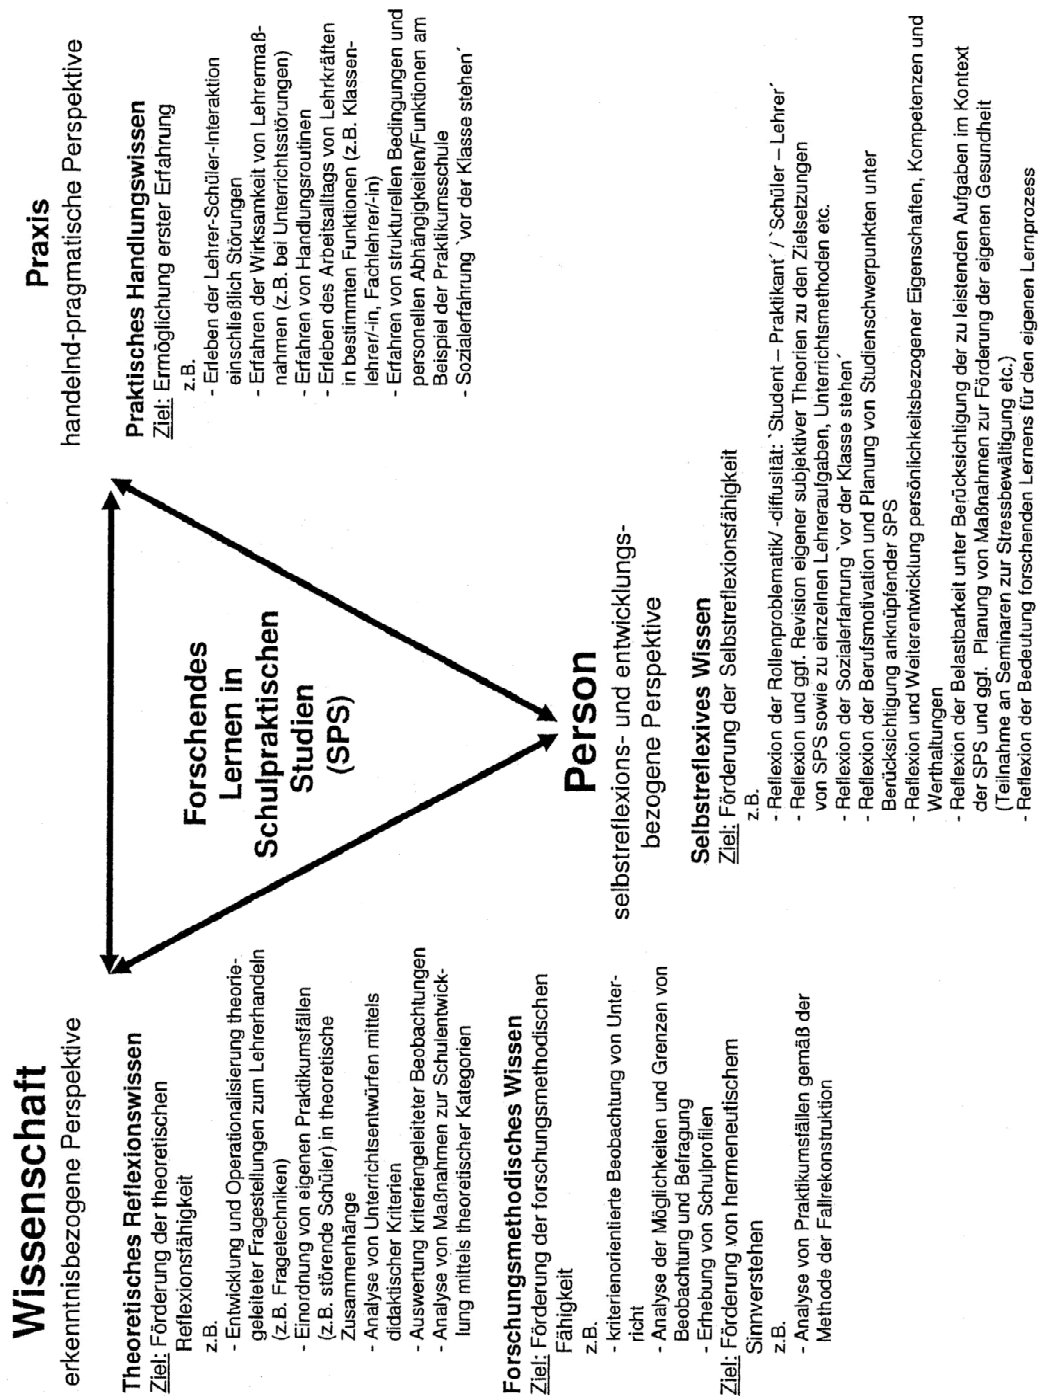 Wissenschaft
erkenntnisbezogene Perspektive
Theoretisches Reflexionswissen
Ziel: Förderung der theoretischen
Reflexionsfähigkeit
z.B.
- Entwicklung und Operationalisierung theorie-
geleiteter Fragestellungen zum Lehrerhandeln
(z.B. Fragetechniken)
- Einordnung von eigenen Praktikumsfällen
(z.B. störende Schüler) in theoretische
Zusammenhänge
- Analyse von Unterrichtsentwürfen mittels
didaktischer Kriterien
- Auswertung kriteriengeleiteter Beobachtungen
- Analyse von Maßnahmen zur Schulentwick-
lung mittels theoretischer Kategorien
Forschungsmethodisches Wissen
Ziel: Förderung der forschungsmethodischen
Fähigkeit
z.B.
- kriterienorientierte Beobachtung von Unter-
richt
- Analyse der Möglichkeiten und Grenzen von
Beobachtung und Befragung
- Erhebung von Schulprofilen
Ziel: Förderung von hermeneutischem
Sinnverstehen
z.B.
- Analyse von Praktikumsfällen gemäß der
Methode der Fallrekonstruktion
Forschendes
Lernen in
Schulpraktischen
Studien
(SPS)
Praxis
handelnd-pragmatische Perspektive
Praktisches Handlungswissen
Ziel: Ermöglichung erster Erfahrung
z.B.
- Erleben der Lehrer-Schüler-Interaktion
einschließlich Störungen
- Erfahren der Wirksamkeit von Lehrermaß-
nahmen (z.B. bei Unterrichtsstörungen)
- Erfahren von Handlungsroutinen
- Erleben des Arbeitsalltags von Lehrkräften
in bestimmten Funktionen (z.B. Klassen-
lehrer/-in, Fachlehrer/-in)
- Erfahren von strukturellen Bedingungen und
personellen Abhängigkeiten/Funktionen am
Beispiel der Praktikumsschule
- Sozialerfahrung `vor der Klasse stehen´
Person
selbstreflexions- und entwicklungs-
bezogene Perspektive
Selbstreflexives Wissen
Ziel: Förderung der Selbstreflexionsfähigkeit
z.B.
- Reflexion der Rollenproblematik/ -diffusität: `Student – Praktikant´ / `Schüler – Lehrer´
- Reflexion und ggf. Revision eigener subjektiver Theorien zu den Zielsetzungen
von SPS sowie zu einzelnen Lehreraufgaben, Unterrichtsmethoden etc.
- Reflexion der Sozialerfahrung `vor der Klasse stehen´
- Reflexion der Berufsmotivation und Planung von Studienschwerpunkten unter
Berücksichtigung anknüpfender SPS
- Reflexion und Weiterentwicklung persönlichkeitsbezogener Eigenschaften, Kompetenzen und
Werthaltungen
- Reflexion der Belastbarkeit unter Berücksichtigung der zu leistenden Aufgaben im Kontext
der SPS und ggf. Planung von Maßnahmen zur Förderung der eigenen Gesundheit
(Teilnahme an Seminaren zur Stressbewältigung etc.)
- Reflexion der Bedeutung forschenden Lernens für den eigenen Lernprozess